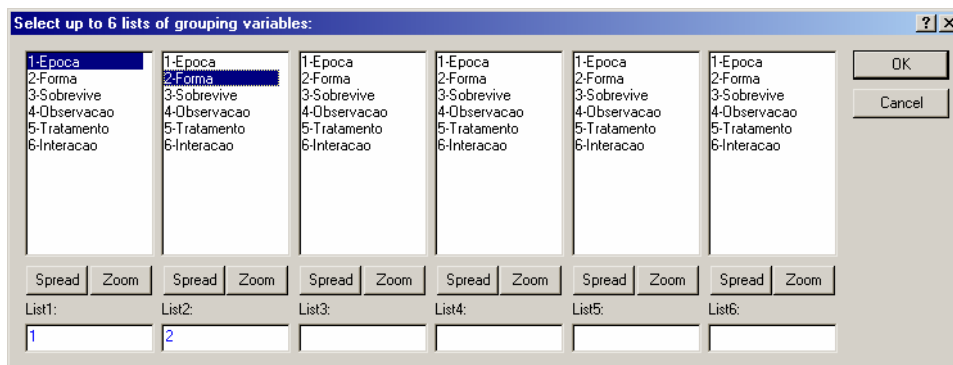 Select up to 6 lists of grouping variables:
1-Epoca
2-Forma
3-Sobrevive
4-Observacao
5-Tratamento
6-Interacao
1-Epoca
2-Forma
3-Sobrevive
4-Observacao
5-Tratamento
6-Interacao
1-Epoca
2-Forma
3-Sobrevive
4-Observacao
5-Tratamento
6-Interacao
1-Epoca
2-Forma
3-Sobrevive
4-Observacao
5-Tratamento
6-Interacao
1-Epoca
2-Forma
3-Sobrevive
4-Observacao
5-Tratamento
6-Interacao
1-Epoca
2-Forma
3-Sobrevive
4-Observacao
5-Tratamento
6-Interacao
OK
Cancel
Spread Zoom Spread Zoom Spread Zoom Spread Zoom Spread Zoom Spread Zoom
List1: List2: List3: List4: List5: List6:
1 2